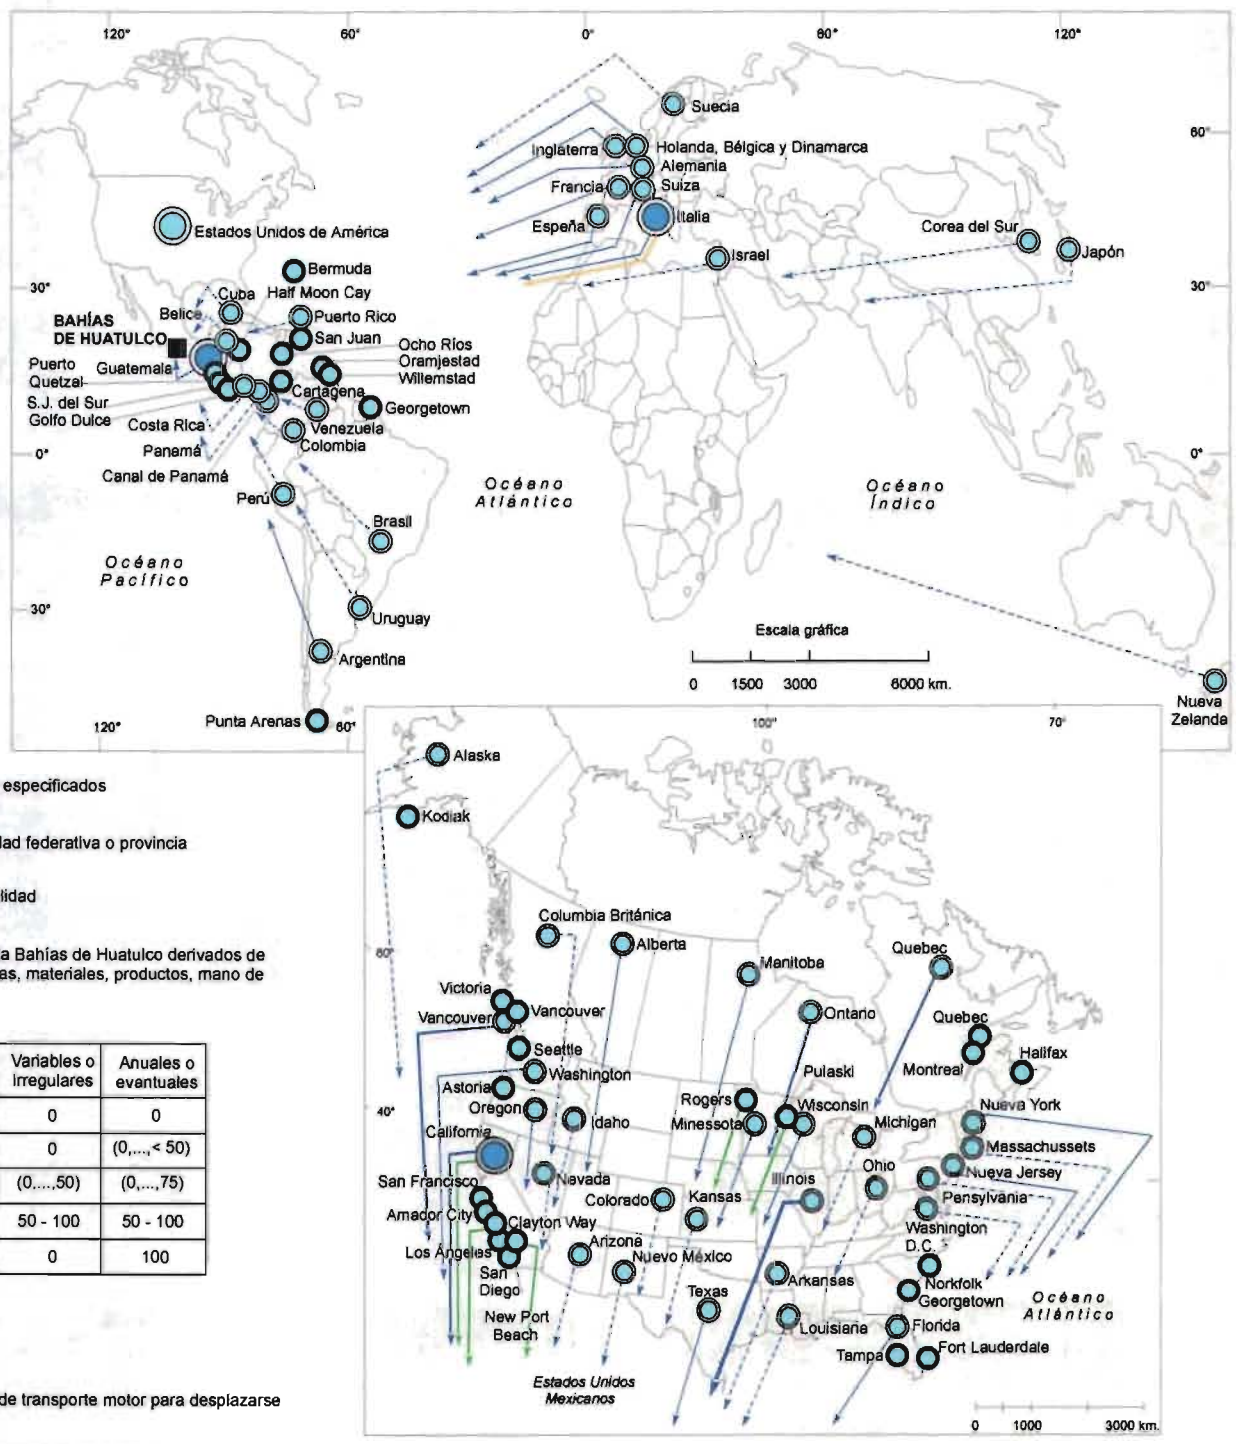 120°
60°
0°
60°
120°
Suecia
60°
60°
Inglaterra
Holanda, Bélgica y Dinamarca
Alemania
Francia
Suiza
España
Italia
Estados Unidos de América
Corea del Sur
Japón
Israel
Bermuda
30°
30°
Cuba
Half Moon Cay
Belice
Puerto Rico
BAHÍAS
DE HUATULCO
San Juan
Ocho Ríos
Oramjestad
Willemstad
Puerto
Quetzal
Guatemala
S.J. del Sur
Golfo Dulce
Cartagena
Georgetown
Costa Rica
Venezuela
Colombia
Panamá
0°
0°
Canal de Panamá
Perú
Océano
Atlántico
Océano
Índico
Brasil
Océano
Pacífico
30°
30°
Uruguay
Escala gráfica
Argentina
0 1500 3000 6000 km.
Nueva
Zelanda
Punta Arenas
120°
60°
100°
70°
Alaska
especificados
Kodiak
dad federativa o provincia
lidad
Columbia Británica
Alberta
60°
Manitoba
Quebec
a Bahías de Huatulco derivados de
as, materiales, productos, mano de
Victoria
Vancouver
Vancouver
Ontario
Quebec
Seattle
Montreal
Halifax
Washington
Pulaski
Astoria
Oregon
Idaho
Rogers
Wisconsin
Minessota
Michigan
Nueva York
40°
California
Massachussets
Ohio
Nueva Jersey
San Francisco
Nevada
Colorado
Kansas
Illinois
Pensylvania
Amador City
Clayton Way
Washington
D.C.
Los Ángeles
Arizona
Nuevo México
San
Diego
Arkansas
Norkfolk
Georgetown
Texas
New Port
Beach
Louisiana
Florida
Océano
Atlántico
Tampa
Fort Lauderdale
Estados Unidos
Mexicanos
0 1000 3000 km.
Variables o
irregulares
Anuales o
evantuales
0 0
0 (0,...,< 50)
(0,...,50) (0,...,75)
50 - 100 50 - 100
0 100
de transporte motor para desplazarse